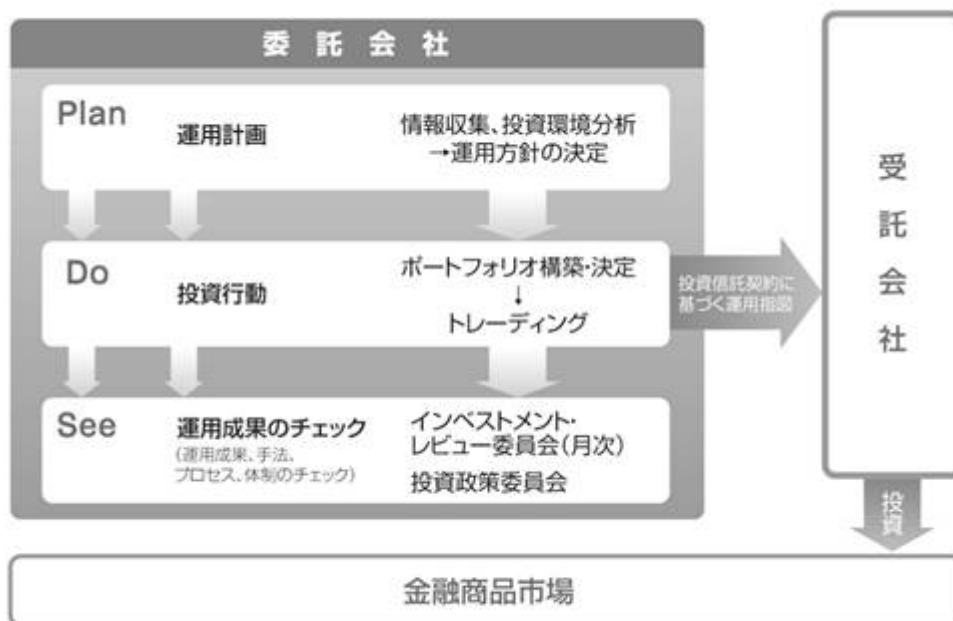 委託会社
Plan
運用計画
情報収集、投資環境分析
→運用方針の決定
Do
投資行動
ポートフォリオ構築・決定
↓
トレーディング
投資信託契約に
基づく運用指図
See
運用成果のチェック
(運用成果、手法、
プロセス、体制のチェック)
インベストメント・
レビュー委員会(月次)
投資政策委員会
受託会社
投資
金融商品市場